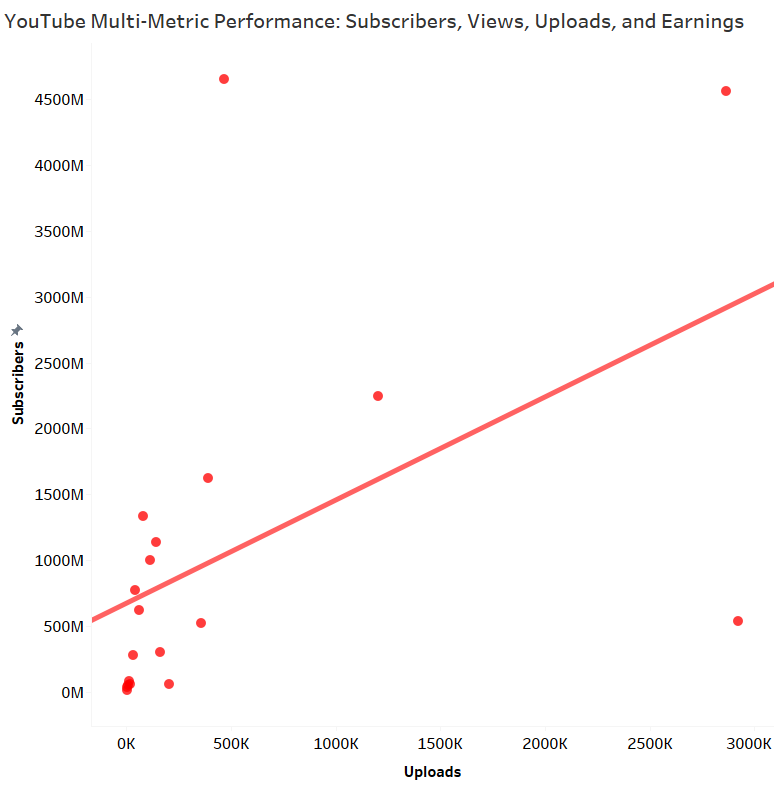 YouTube Multi-Metric Performance: Subscribers, Views, Uploads, and Earnings
4500M
4000M
3500M
3000M
2500M
2000M
1500M
1000M
500M
0M
Subscribers
0K
500K
1000K
1500K
2000K
2500K
3000K
Uploads